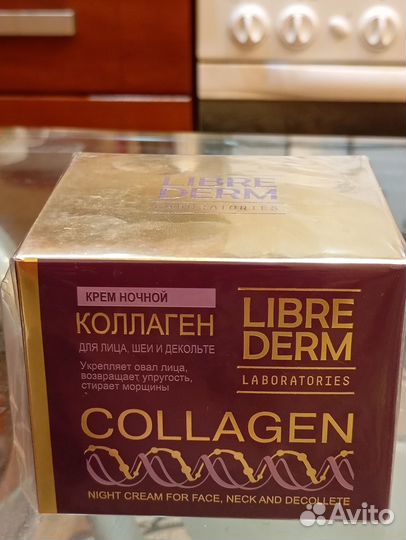 LIBRE
DERM
LABORATORIES
КРЕМ НОЧНОЙ
КОЛЛАГЕН
ДЛЯ ЛИЦА, ШЕИ И ДЕКОЛЬТЕ
Укрепляет овал лица,
возвращает упругость,
стирает морщины
LIBRE
DERM
LABORATORIES
COLLAGEN
NIGHT CREAM FOR FACE, NECK AND DECOLLETE
Avito